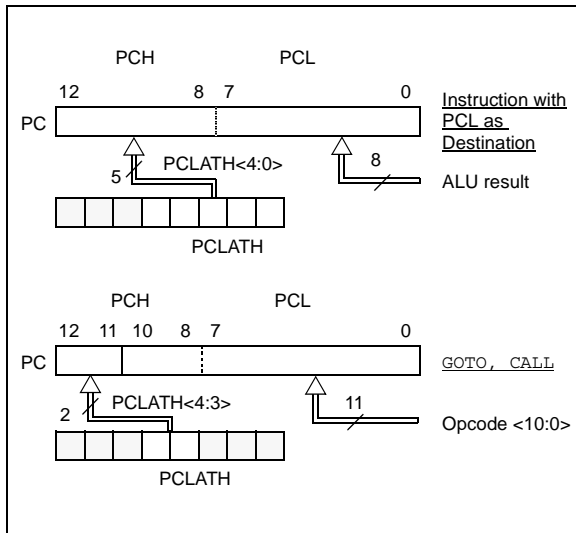 PCH PCL
12 8 7 0
PC
Instruction with
PCL as
Destination
5 PCLATH<4:0> 8
ALU result
PCLATH
PCH PCL
12 11 10 8 7 0
PC
GOTO, CALL
2 PCLATH<4:3> 11
Opcode <10:0>
PCLATH